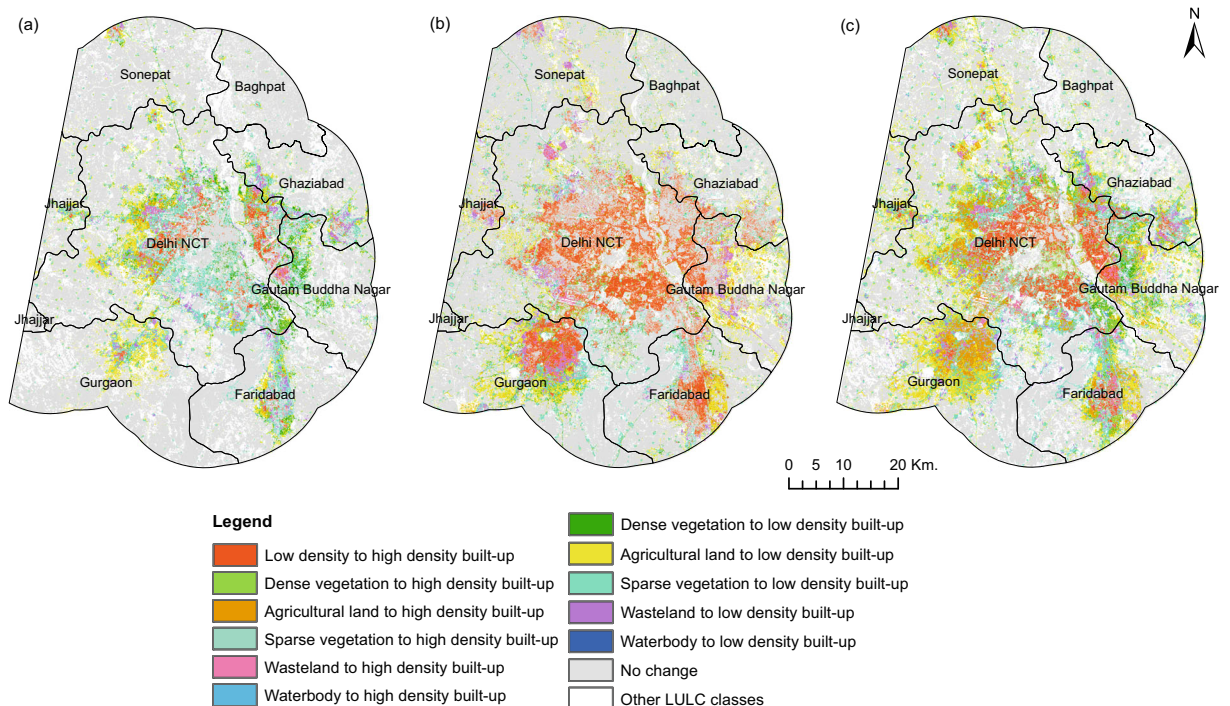 (a)
(b)
(c)
N
Sonepat
Baghpat
Ghaziabad
Jhajjar
Delhi NCT
Gautam Buddha Nagar
Jhajjar
Gurgaon
Faridabad
Sonepat
Baghpat
Ghaziabad
Jhajjar
Delhi NCT
Gautam Buddha Nagar
Jhajjar
Gurgaon
Faridabad
Sonepat
Baghpat
Ghaziabad
Jhajjar
Delhi NCT
Gautam Buddha Nagar
Jhajjar
Gurgaon
Faridabad
0 5 10 20 Km.
Legend
Low density to high density built-up
Dense vegetation to high density built-up
Agricultural land to high density built-up
Sparse vegetation to high density built-up
Wasteland to high density built-up
Waterbody to high density built-up
Dense vegetation to low density built-up
Agricultural land to low density built-up
Sparse vegetation to low density built-up
Wasteland to low density built-up
Waterbody to low density built-up
No change
Other LULC classes